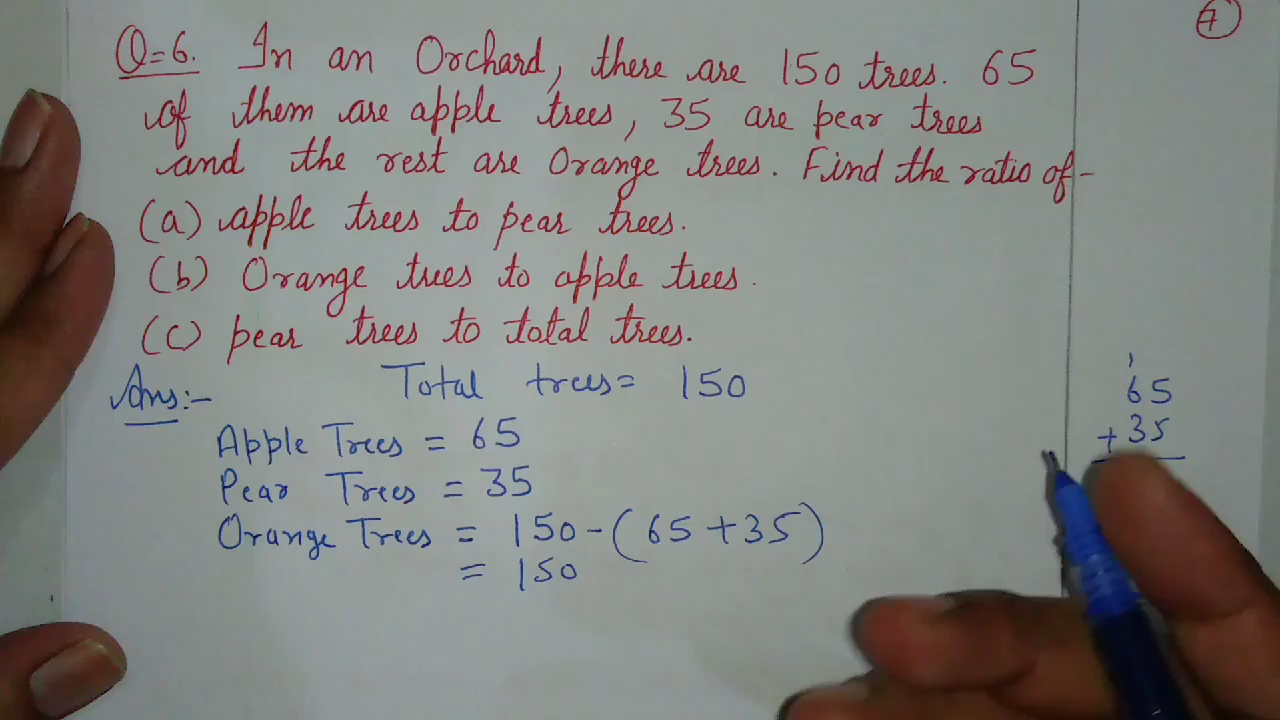 7
Q=6. In an Orchard, there are 150 trees. 65
of them are apple trees, 35 are pear trees
and the rest are Orange trees. Find the ratio of-
(a) apple trees to pear trees.
(b) Orange trees to apple trees.
(c) pear trees to total trees.
Ans:- Total trees= 150
Apple Trees = 65
Pear Trees = 35
Orange Trees = 150-(65+35)
= 150
1
65
+35